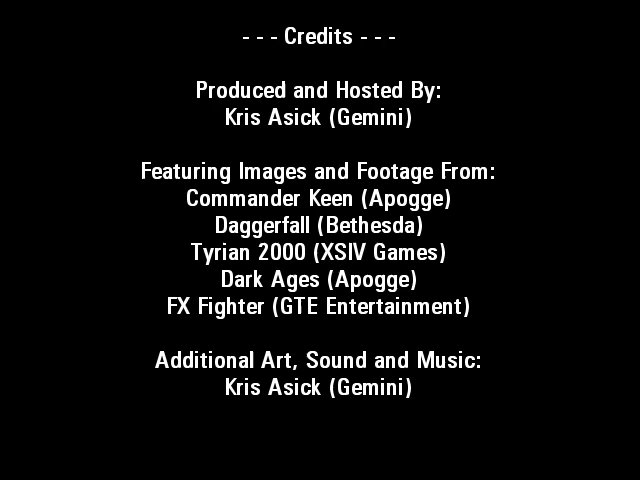 - - - Credits - - -
Produced and Hosted By:
Kris Asick (Gemini)
Featuring Images and Footage From:
Commander Keen (Apogge)
Daggerfall (Bethesda)
Tyrian 2000 (XSIV Games)
Dark Ages (Apogge)
FX Fighter (GTE Entertainment)
Additional Art, Sound and Music:
Kris Asick (Gemini)